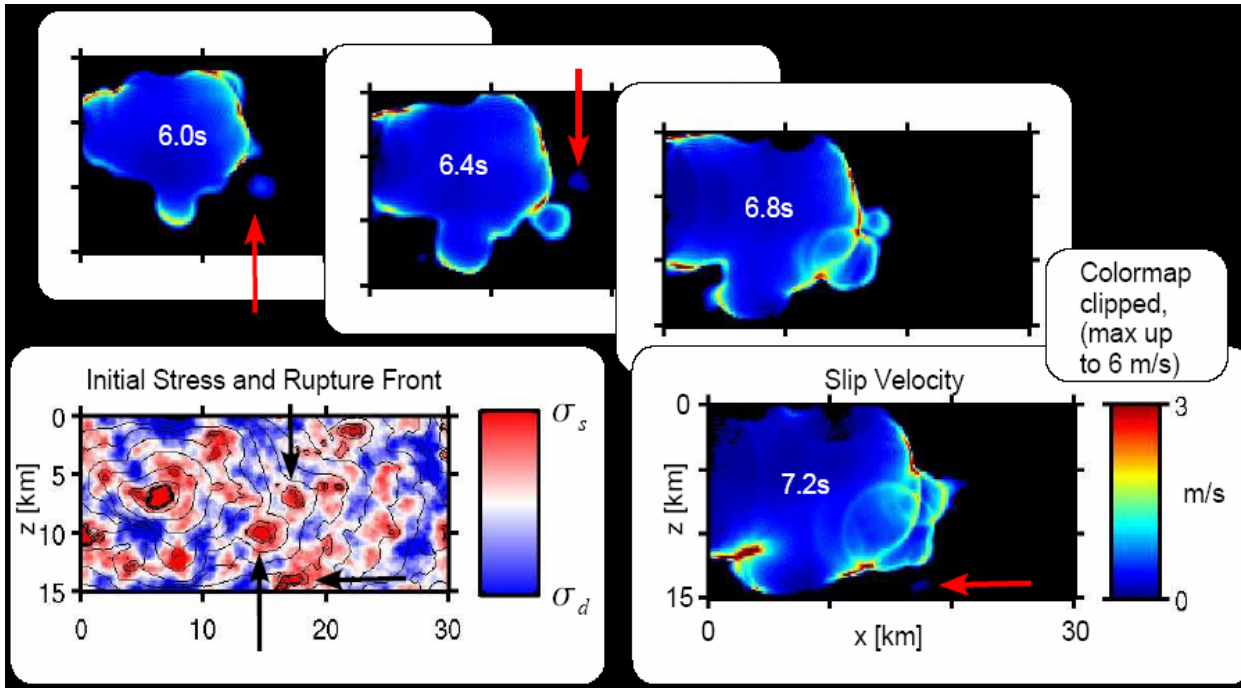 6.0s
6.4s
6.8s
Colormap
clipped,
(max up
to 6 m/s)
Initial Stress and Rupture Front
0
5
10
15
z [km]
0
10
20
30
σs
σd
Slip Velocity
0
15
z [km]
7.2s
0
x [km]
30
3
m/s
0